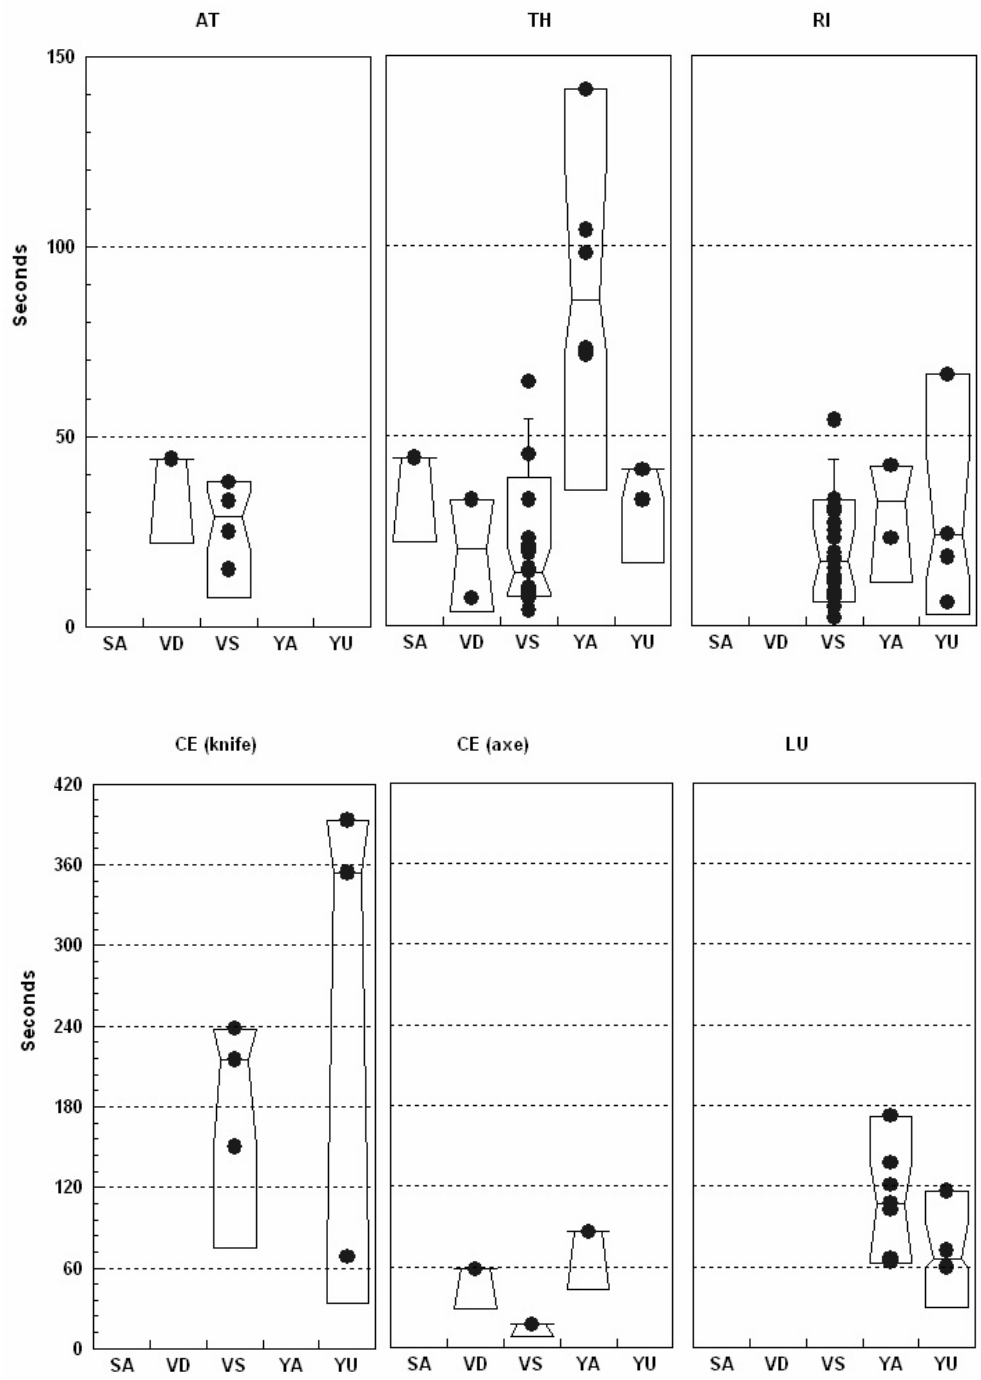 AT TH RI
150
100
50
0
Seconds
SA VD VS YA YU SA VD VS YA YU SA VD VS YA YU
CE (knife) CE (axe) LU
420
360
300
240
180
120
60
0
Seconds
SA VD VS YA YU SA VD VS YA YU SA VD VS YA YU